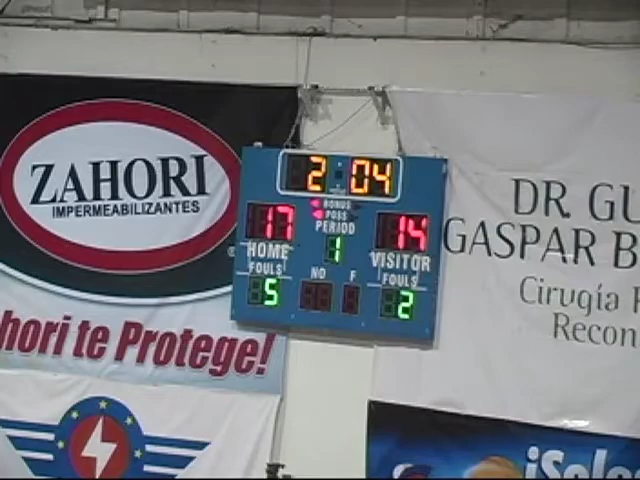 ZAHORI
IMPERMEABILIZANTES
hori te Protege!
2:04
BONUS
POSS
PERIOD
17 1 14
HOME VISITOR
FOULS NO F FOULS
5 2
DR. GU
GASPAR B
Cirugía
Recon